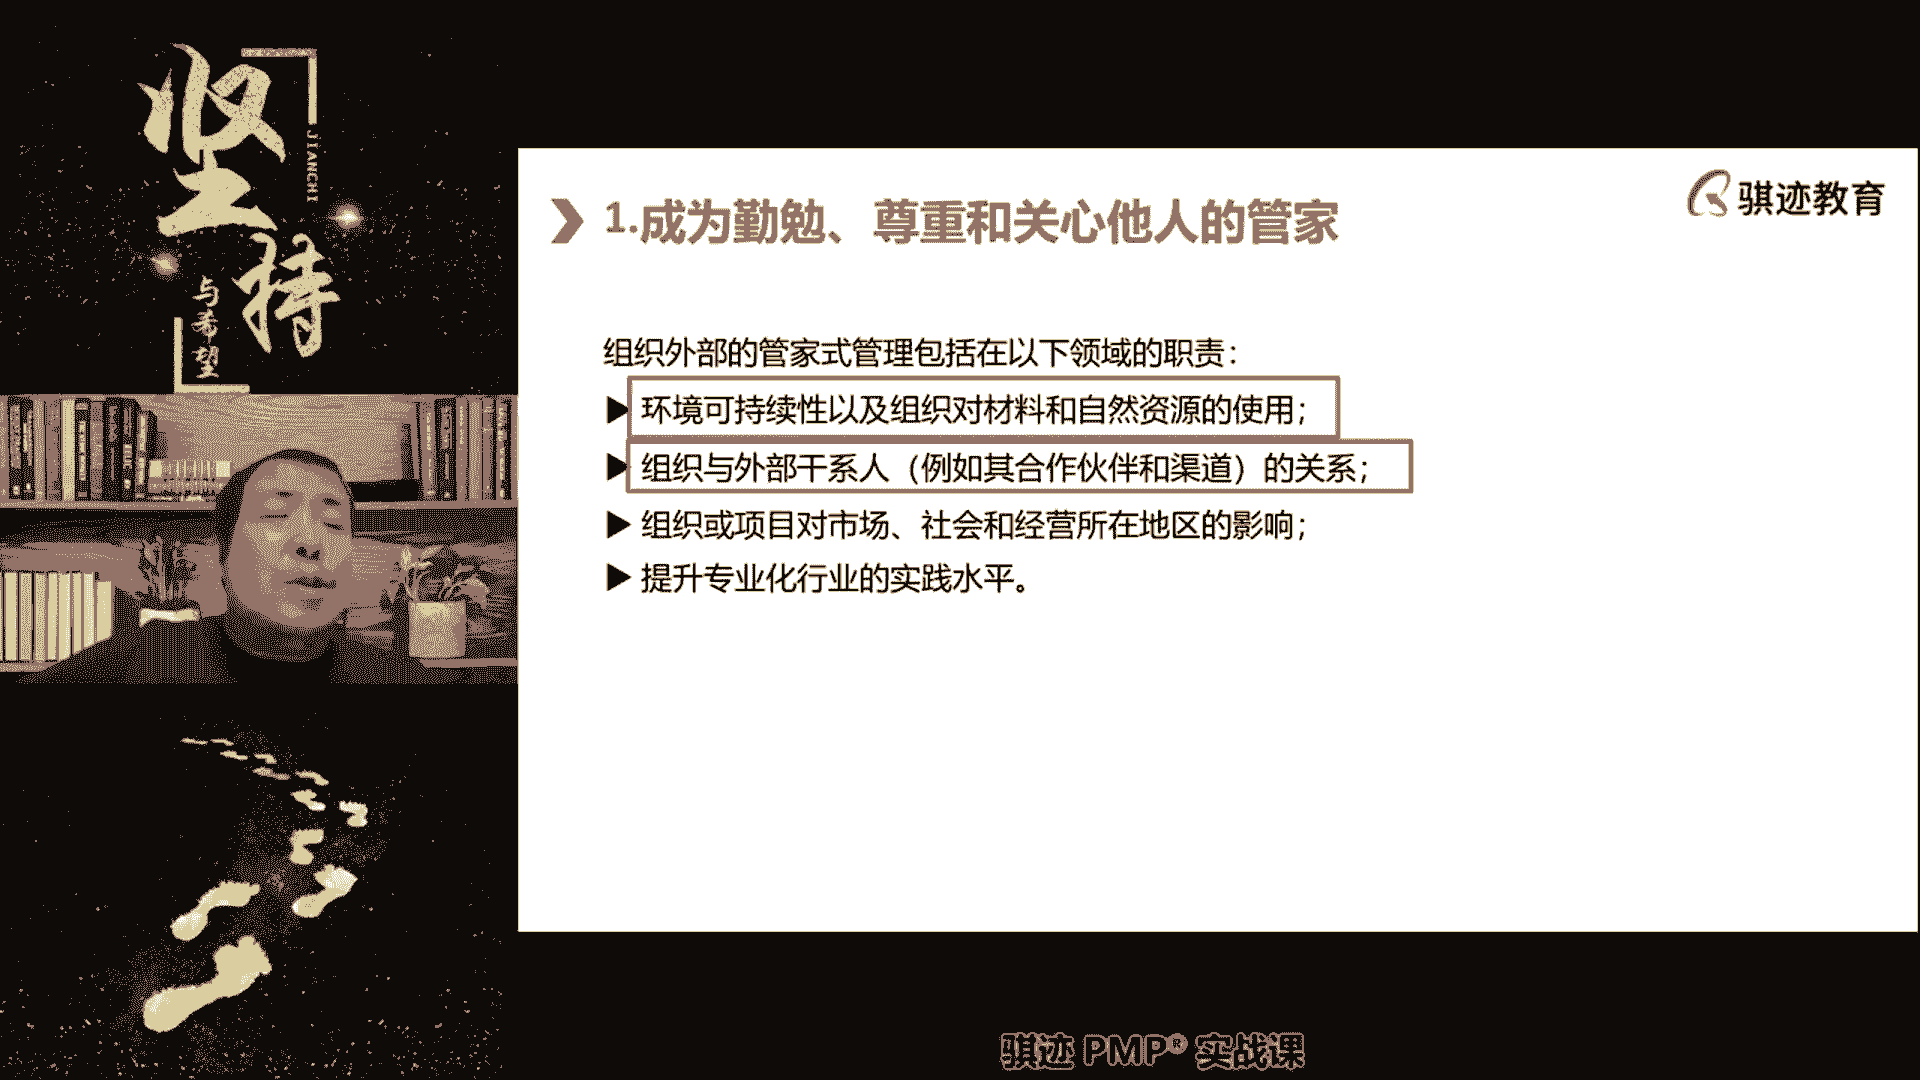 坚持
JIANCHI
与希望
骐迹教育
1.成为勤勉、尊重和关心他人的管家
组织外部的管家式管理包括在以下领域的职责：
▶ 环境可持续性以及组织对材料和自然资源的使用；
▶ 组织与外部干系人（例如其合作伙伴和渠道）的关系；
▶ 组织或项目对市场、社会和经营所在地区的影响；
▶ 提升专业化行业的实践水平。
骐迹 PMP® 实战课